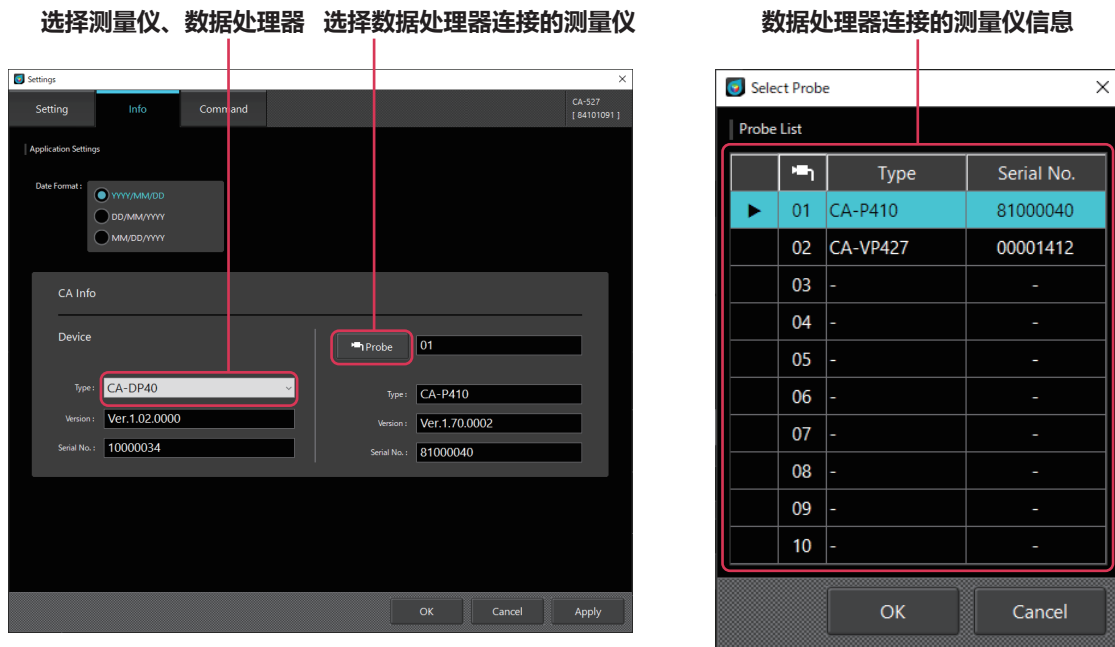 选择测量仪、数据处理器 选择数据处理器连接的测量仪 数据处理器连接的测量仪信息
Settings
Setting Info Command CA-527
[ 84101091 ]
Application Settings
Date Format : YYYY/MM/DD
DD/MM/YYYY
MM/DD/YYYY
CA Info
Device
Probe 01
Type : CA-DP40 Type : CA-P410
Version : Ver.1.02.0000 Version : Ver.1.70.0002
Serial No. : 10000034 Serial No. : 81000040
OK Cancel Apply
Select Probe
Probe List
Type Serial No.
01 CA-P410 81000040
02 CA-VP427 00001412
03 - -
04 - -
05 - -
06 - -
07 - -
08 - -
09 - -
10 - -
OK Cancel